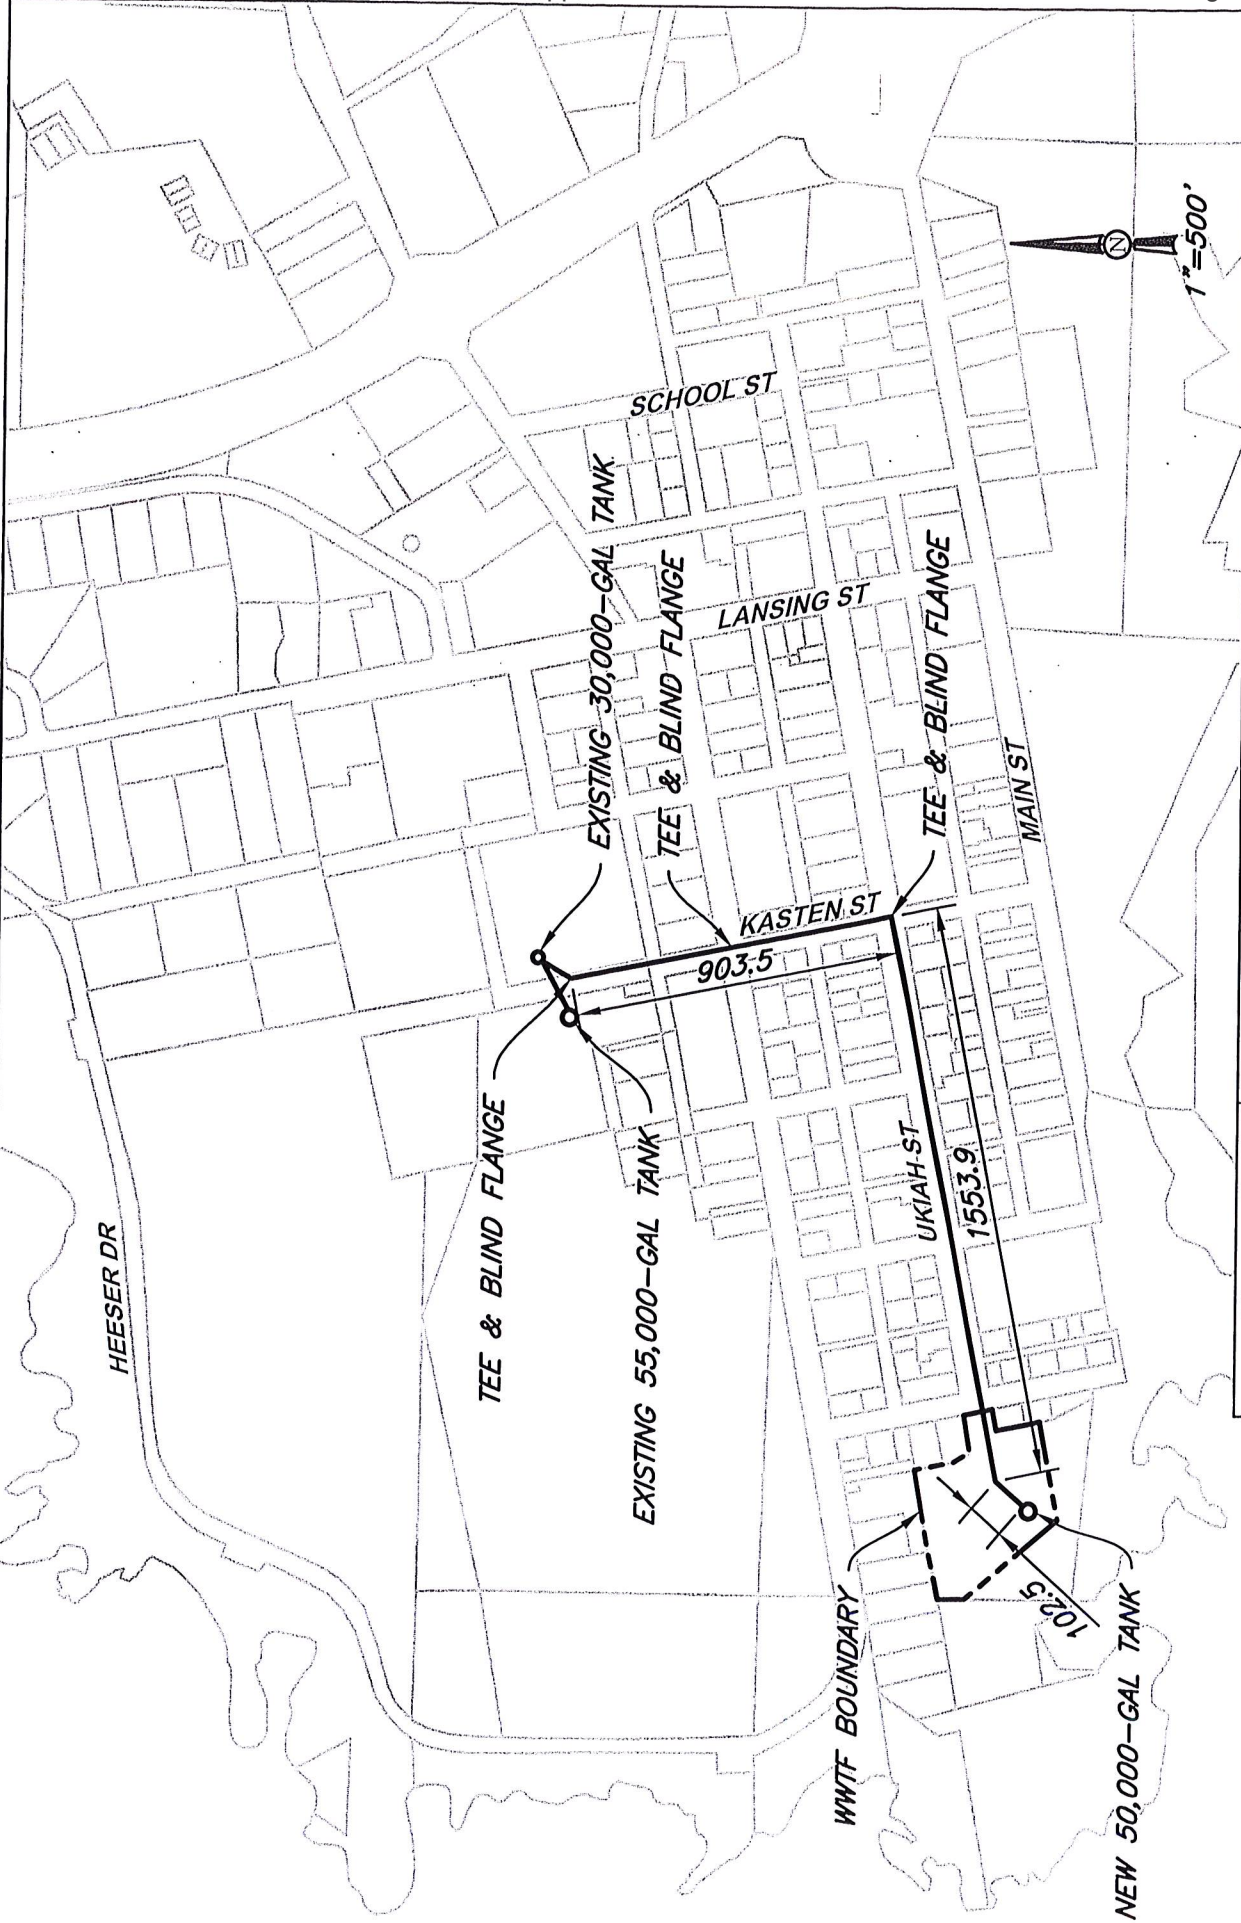 HEESER DR
TEE & BLIND FLANGE
EXISTING 55,000-GAL TANK
EXISTING 30,000-GAL TANK
TEE & BLIND FLANGE
SCHOOL ST
LANSING ST
KASTEN ST
903.5
TEE & BLIND FLANGE
MAIN ST
UKIAH ST
1553.9
WWTF BOUNDARY
102.5
NEW 50,000-GAL TANK
N
1"=500'